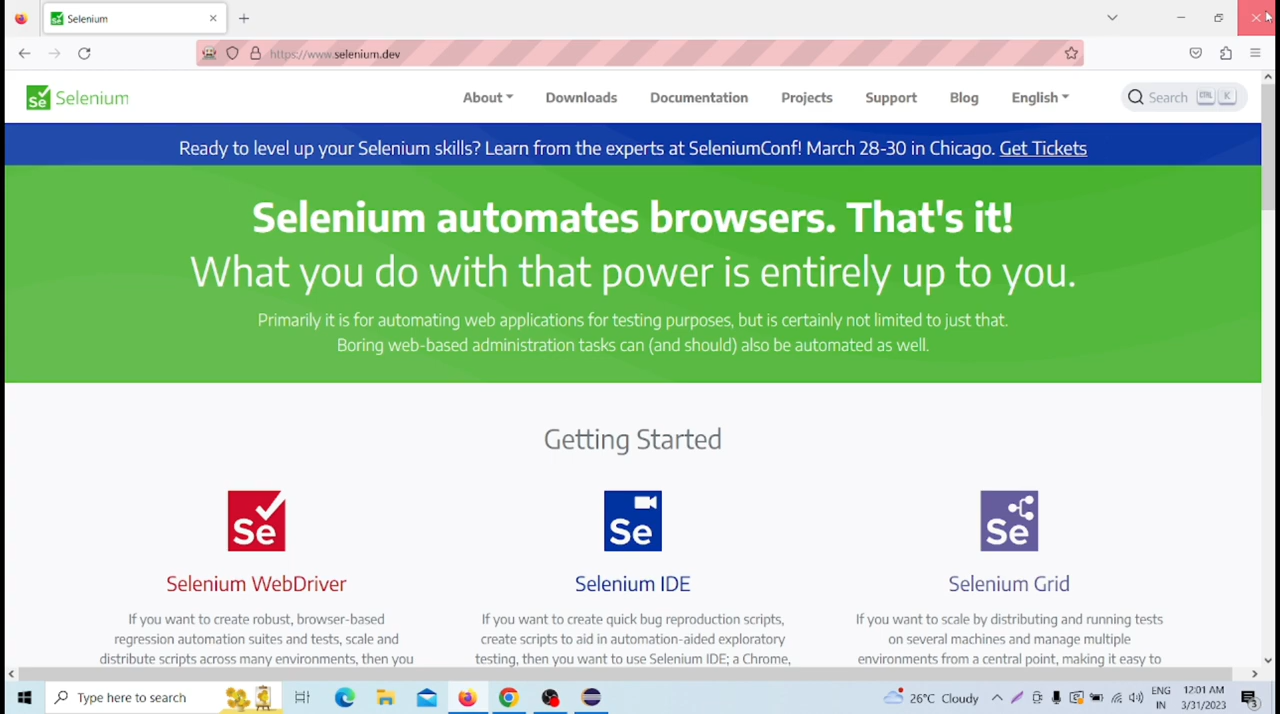 Selenium
https://www.selenium.dev
Selenium
About
Downloads
Documentation
Projects
Support
Blog
English
Search CTRL K
Ready to level up your Selenium skills? Learn from the experts at SeleniumConf! March 28-30 in Chicago. Get Tickets
Selenium automates browsers. That's it!
What you do with that power is entirely up to you.
Primarily it is for automating web applications for testing purposes, but is certainly not limited to just that.
Boring web-based administration tasks can (and should) also be automated as well.
Getting Started
Se
Selenium WebDriver
If you want to create robust, browser-based
regression automation suites and tests, scale and
distribute scripts across many environments, then you
Se
Selenium IDE
If you want to create quick bug reproduction scripts,
create scripts to aid in automation-aided exploratory
testing, then you want to use Selenium IDE; a Chrome,
Se
Selenium Grid
If you want to scale by distributing and running tests
on several machines and manage multiple
environments from a central point, making it easy to
Type here to search
26°C Cloudy
ENG
IN
12:01 AM
3/31/2023
3